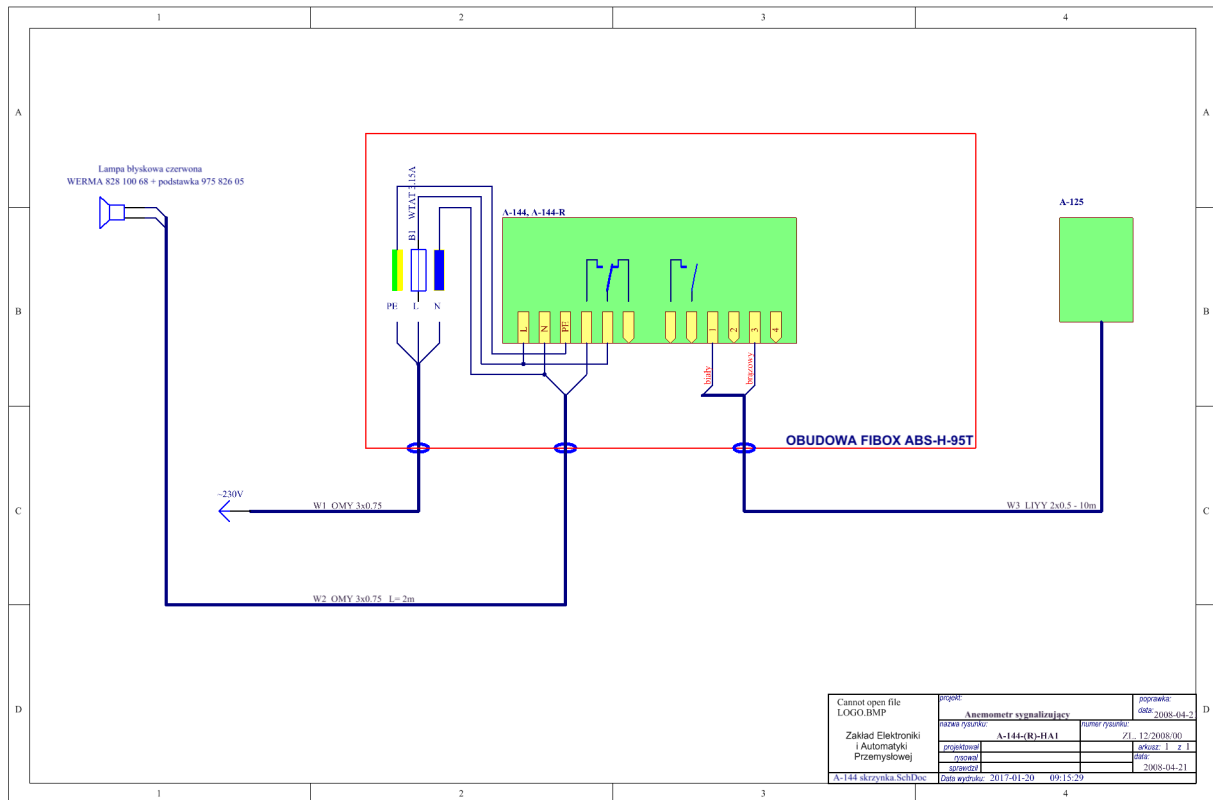 1
2
3
4
A
A
Lampa błyskowa czerwona
WERMA 828 100 68 + podstawka 975 826 05
B1 WTAT 3.15A
A-144, A-144-R
A-125
B
PE L N
L
N
PE
1
2
3
4
B
biały
brazowy
OBUDOWA FIBOX ABS-H-95T
~230V
C
W1 OMY 3x0.75
W3 LIYY 2x0.5 - 10m
C
W2 OMY 3x0.75 L= 2m
D
D
Cannot open file
LOGO.BMP
Zakład Elektroniki
i Automatyki
Przemysłowej
A-144 skrzynka.SchDoc
projekt:
Anemometr sygnalizujący
poprawka:
data: 2008-04-2
nazwa rysunku:
A-144-(R)-HA1
numer rysunku:
ZL. 12/2008/00
projektował
arkusz: 1 z 1
rysował
data:
sprawdził
2008-04-21
Data wydruku: 2017-01-20 09:15:29
1
2
3
4